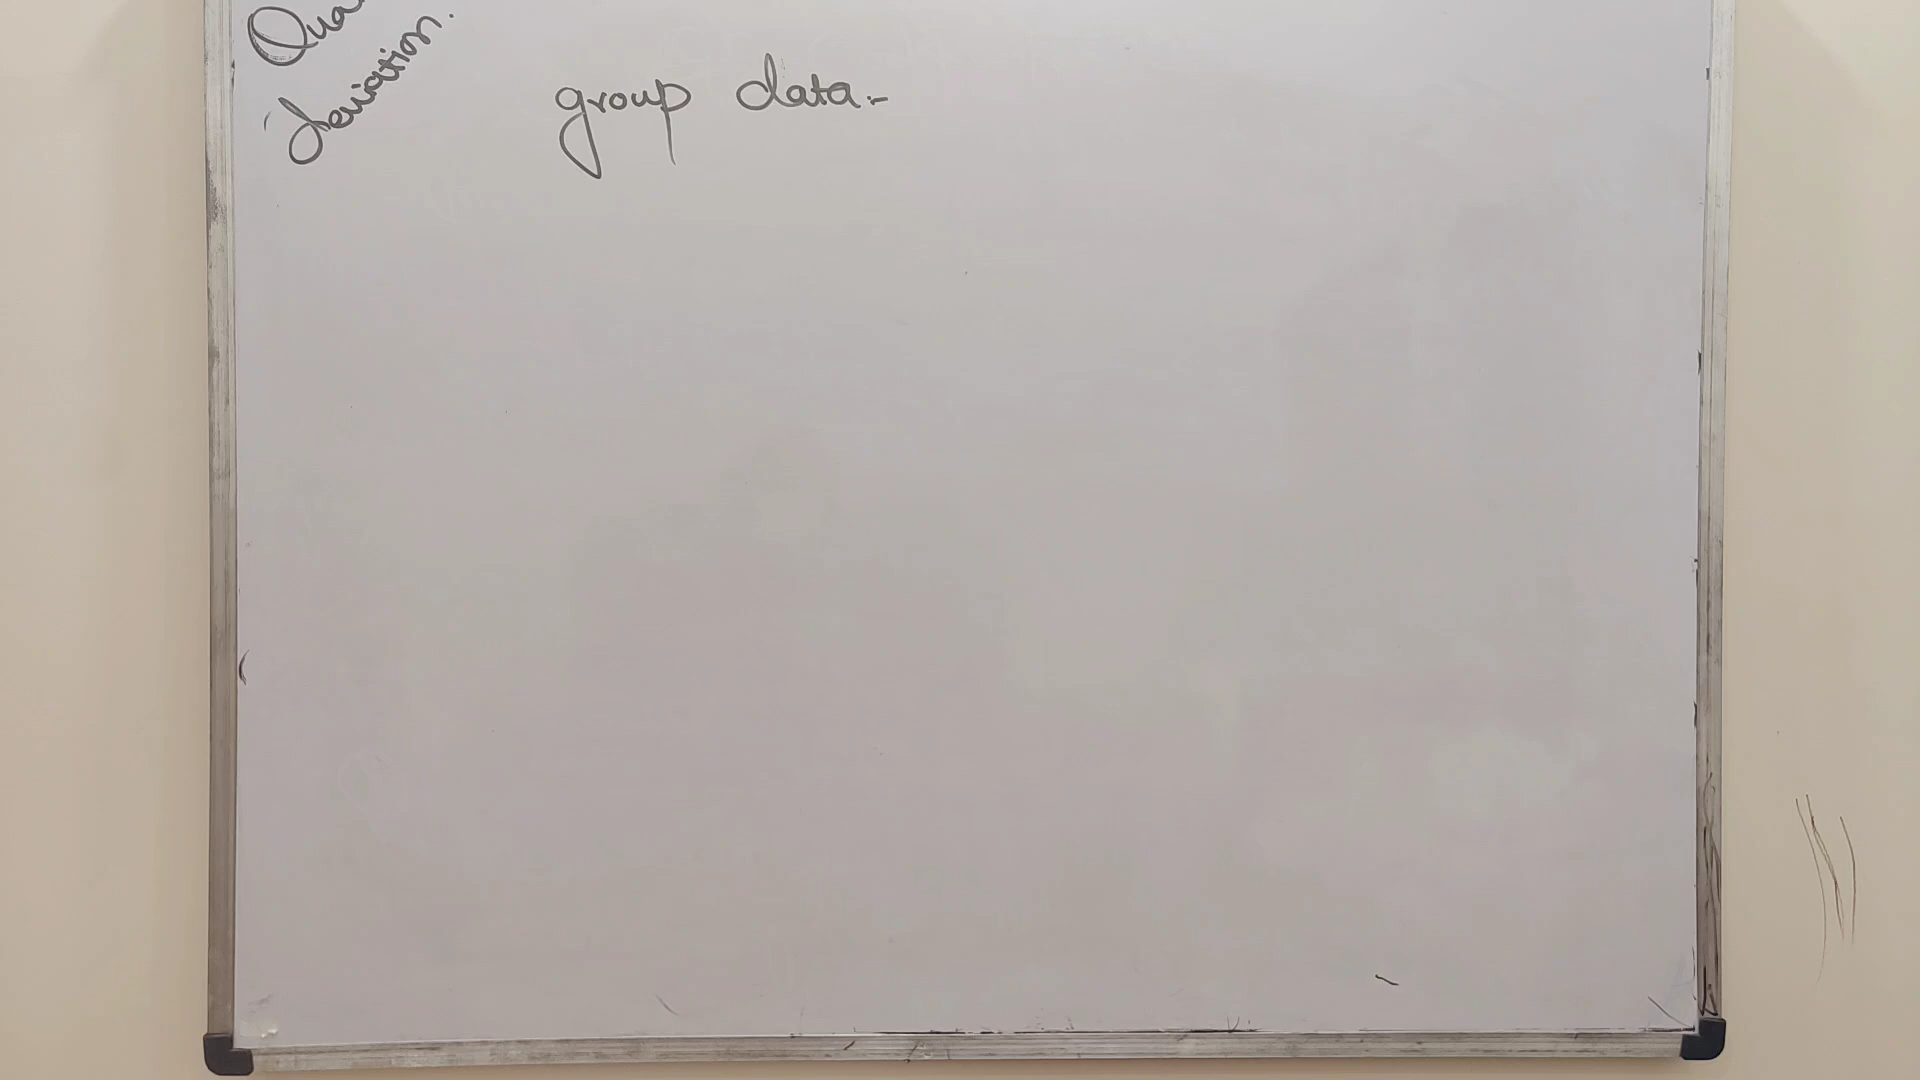 deviation.
group data:-